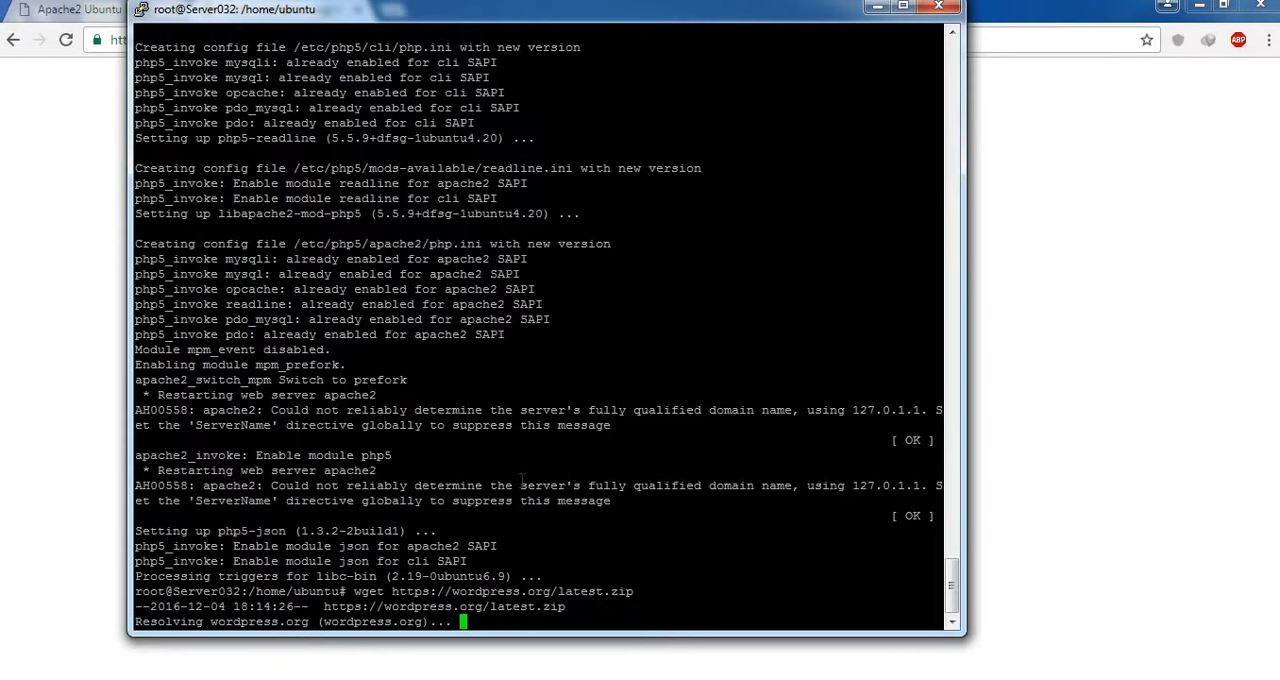 Apache2 Ubuntu
root@Server032: /home/ubuntu
htt
ABP
Creating config file /etc/php5/cli/php.ini with new version
php5_invoke mysqli: already enabled for cli SAPI
php5_invoke mysql: already enabled for cli SAPI
php5_invoke opcache: already enabled for cli SAPI
php5_invoke pdo_mysql: already enabled for cli SAPI
php5_invoke pdo: already enabled for cli SAPI
Setting up php5-readline (5.5.9+dfsg-1ubuntu4.20) ...
Creating config file /etc/php5/mods-available/readline.ini with new version
php5_invoke: Enable module readline for apache2 SAPI
php5_invoke: Enable module readline for cli SAPI
Setting up libapache2-mod-php5 (5.5.9+dfsg-1ubuntu4.20) ...
Creating config file /etc/php5/apache2/php.ini with new version
php5_invoke mysqli: already enabled for apache2 SAPI
php5_invoke mysql: already enabled for apache2 SAPI
php5_invoke opcache: already enabled for apache2 SAPI
php5_invoke readline: already enabled for apache2 SAPI
php5_invoke pdo_mysql: already enabled for apache2 SAPI
php5_invoke pdo: already enabled for apache2 SAPI
Module mpm_event disabled.
Enabling module mpm_prefork.
apache2_switch_mpm Switch to prefork
* Restarting web server apache2
AH00558: apache2: Could not reliably determine the server's fully qualified domain name, using 127.0.1.1. S
et the 'ServerName' directive globally to suppress this message
[ OK ]
apache2_invoke: Enable module php5
* Restarting web server apache2
AH00558: apache2: Could not reliably determine the server's fully qualified domain name, using 127.0.1.1. S
et the 'ServerName' directive globally to suppress this message
[ OK ]
Setting up php5-json (1.3.2-2build1) ...
php5_invoke: Enable module json for apache2 SAPI
php5_invoke: Enable module json for cli SAPI
Processing triggers for libc-bin (2.19-0ubuntu6.9) ...
root@Server032:/home/ubuntu# wget https://wordpress.org/latest.zip
--2016-12-04 18:14:26-- https://wordpress.org/latest.zip
Resolving wordpress.org (wordpress.org)...